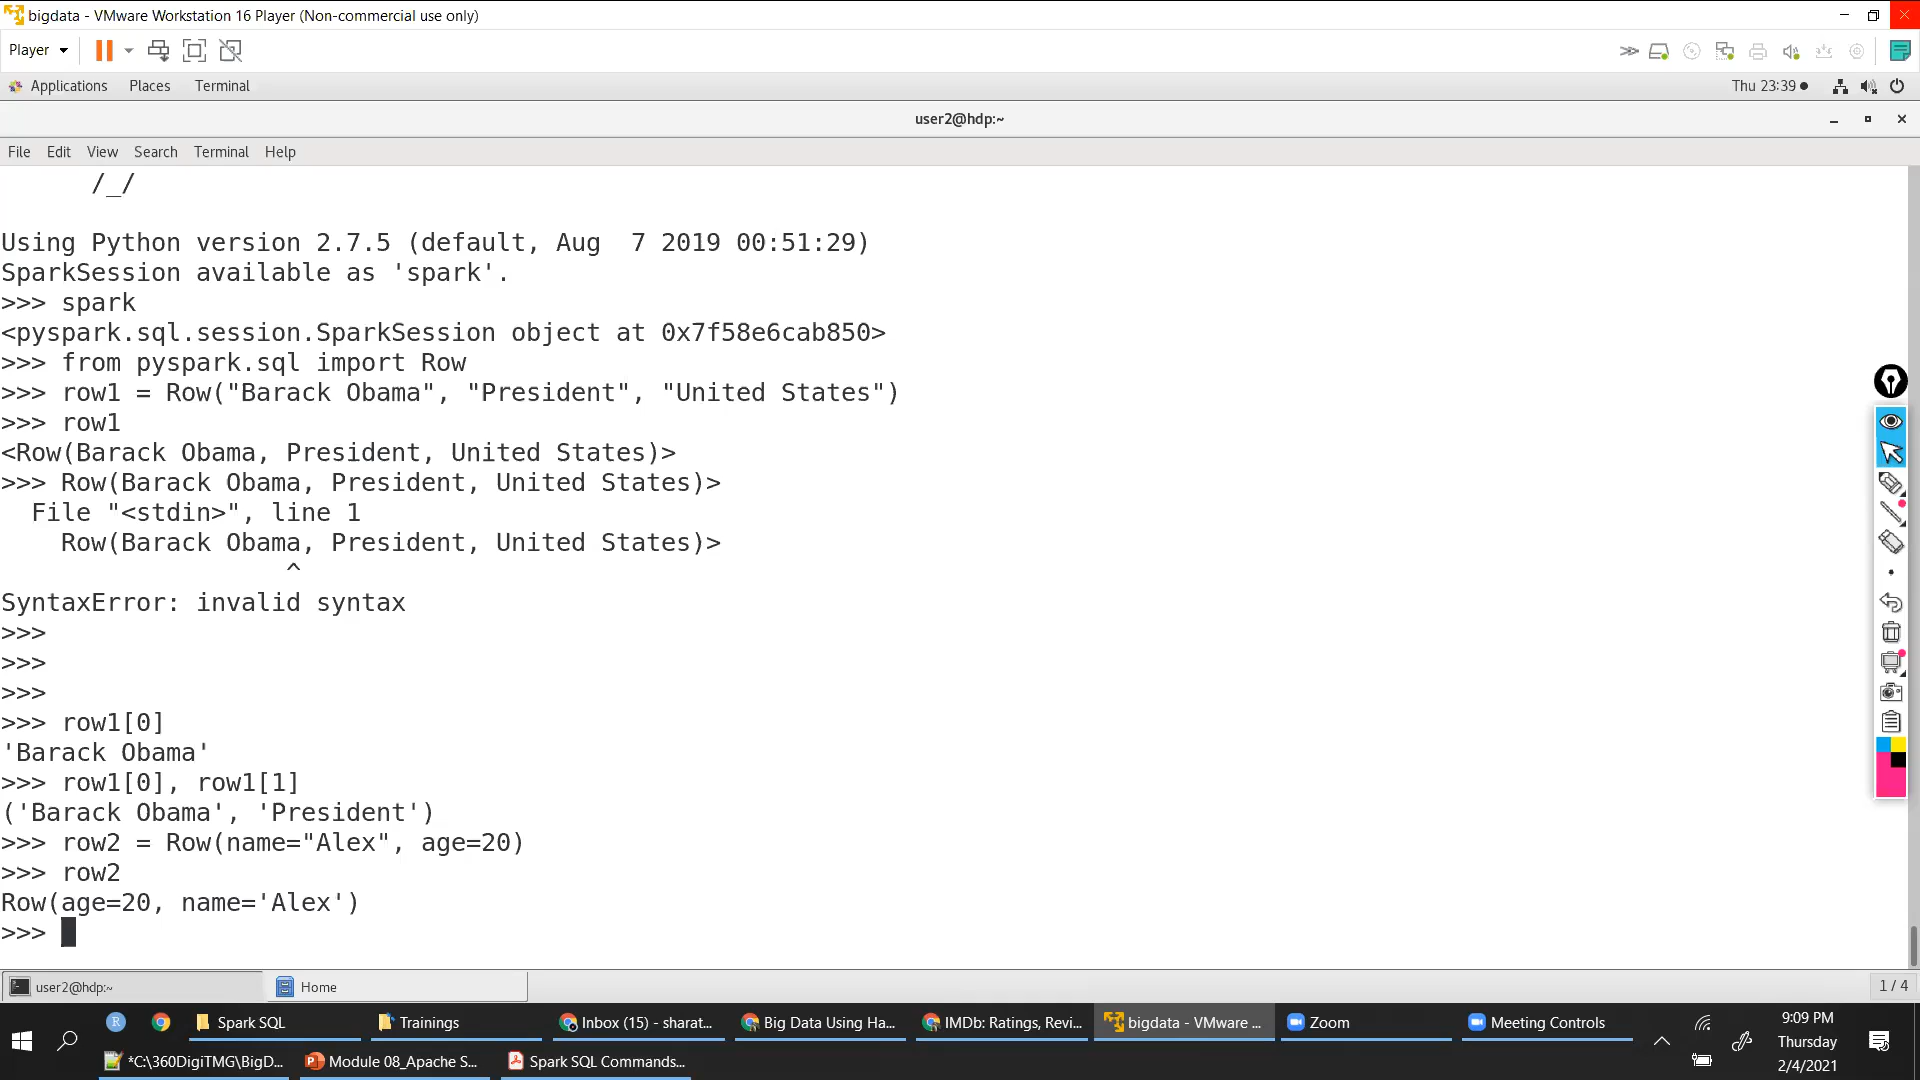 bigdata - VMware Workstation 16 Player (Non-commercial use only)
Player
Applications Places Terminal Thu 23:39
user2@hdp:~
File Edit View Search Terminal Help
/_/
Using Python version 2.7.5 (default, Aug  7 2019 00:51:29)
SparkSession available as 'spark'.
>>> spark
<pyspark.sql.session.SparkSession object at 0x7f58e6cab850>
>>> from pyspark.sql import Row
>>> row1 = Row("Barack Obama", "President", "United States")
>>> row1
<Row(Barack Obama, President, United States)>
>>> Row(Barack Obama, President, United States)>
  File "<stdin>", line 1
    Row(Barack Obama, President, United States)>
                   ^
SyntaxError: invalid syntax
>>>
>>>
>>>
>>> row1[0]
'Barack Obama'
>>> row1[0], row1[1]
('Barack Obama', 'President')
>>> row2 = Row(name="Alex", age=20)
>>> row2
Row(age=20, name='Alex')
>>>
user2@hdp:~ Home 1 / 4
R Spark SQL Trainings Inbox (15) - sharat... Big Data Using Ha... IMDb: Ratings, Revi... bigdata - VMware ... Zoom Meeting Controls 9:09 PM
Thursday
*C:\360DigiTMG\BigD... Module 08_Apache S... Spark SQL Commands... 2/4/2021